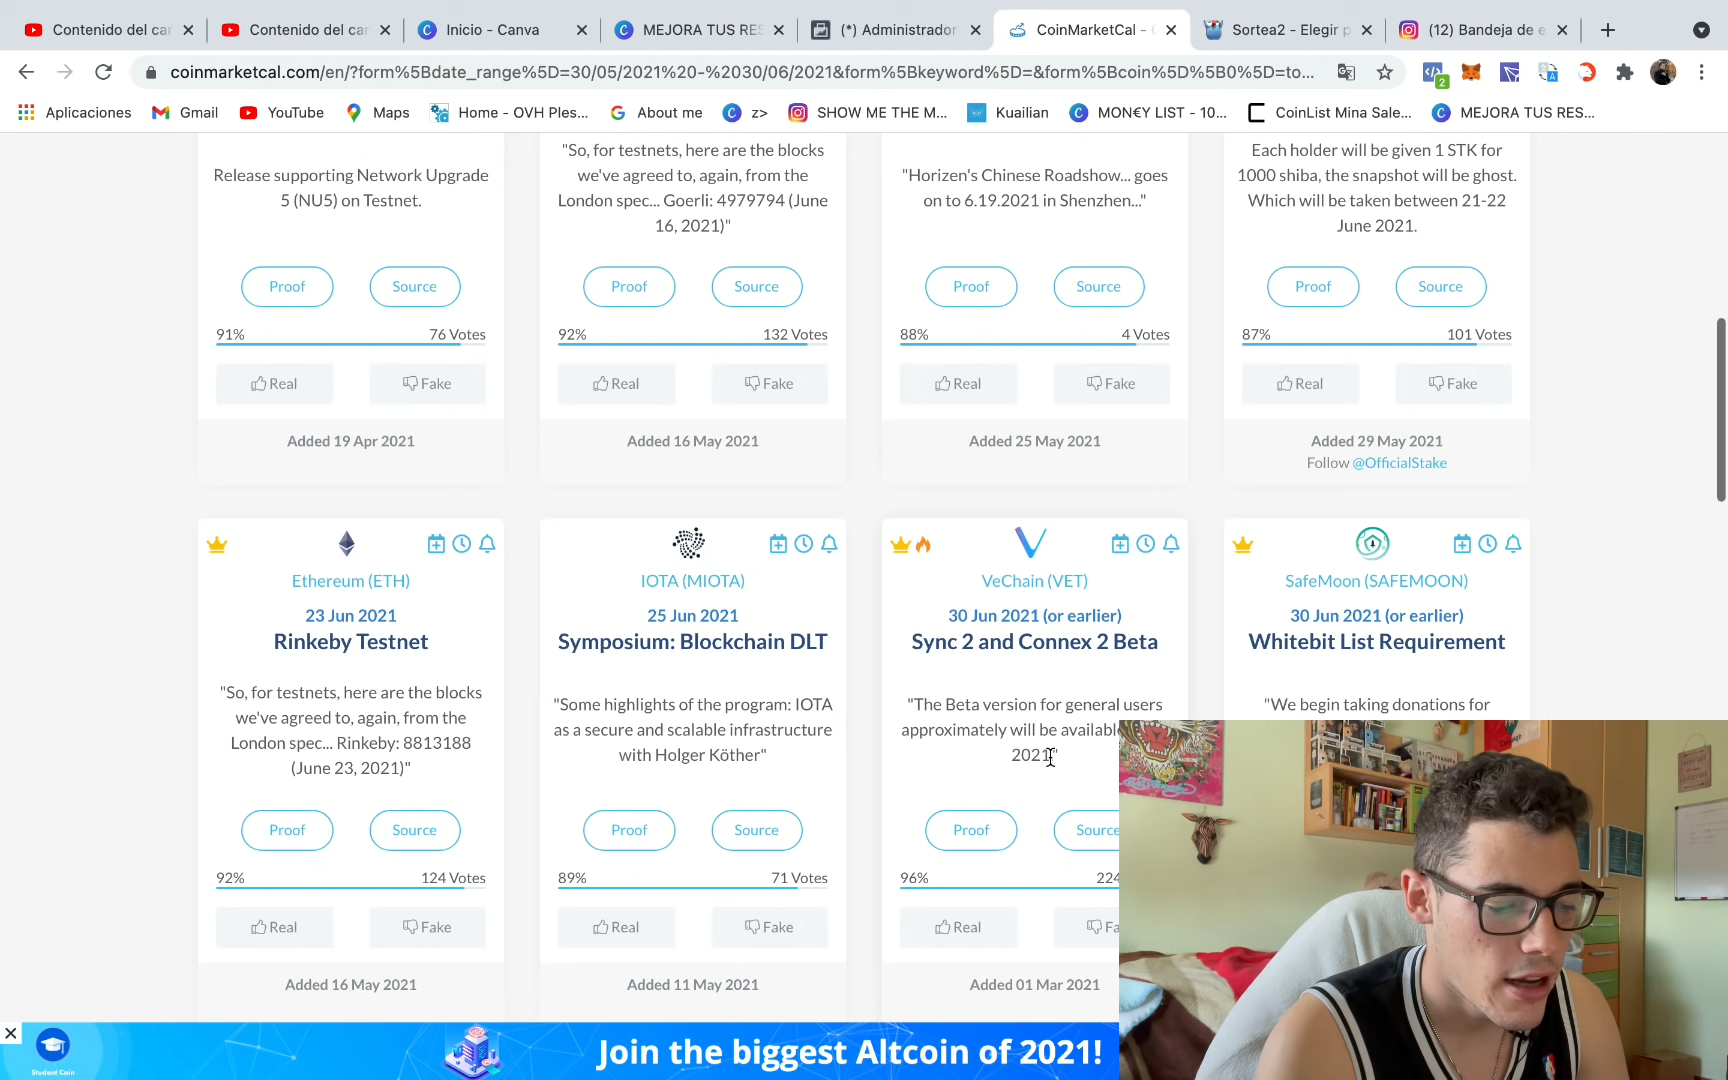 Contenido del car
Contenido del car
Inicio - Canva
MEJORA TUS RES
(*) Administrador
CoinMarketCal - C
Sortea2 - Elegir p
(12) Bandeja de e
coinmarketcal.com/en/?form%5Bdate_range%5D=30/05/2021%20-%2030/06/2021&form%5Bkeyword%5D=&form%5Bcoin%5D%5B0%5D=to...
2
Aplicaciones
Gmail
YouTube
Maps
Home - OVH Ples...
About me
z>
SHOW ME THE M...
Kuailian
MON€Y LIST - 10...
CoinList Mina Sale...
MEJORA TUS RES...
Release supporting Network Upgrade
5 (NU5) on Testnet.
Proof
Source
91%
76 Votes
Real
Fake
Added 19 Apr 2021
"So, for testnets, here are the blocks
we've agreed to, again, from the
London spec... Goerli: 4979794 (June
16, 2021)"
Proof
Source
92%
132 Votes
Real
Fake
Added 16 May 2021
"Horizen's Chinese Roadshow... goes
on to 6.19.2021 in Shenzhen..."
Proof
Source
88%
4 Votes
Real
Fake
Added 25 May 2021
Each holder will be given 1 STK for
1000 shiba, the snapshot will be ghost.
Which will be taken between 21-22
June 2021.
Proof
Source
87%
101 Votes
Real
Fake
Added 29 May 2021
Follow @OfficialStake
Ethereum (ETH)
23 Jun 2021
Rinkeby Testnet
"So, for testnets, here are the blocks
we've agreed to, again, from the
London spec... Rinkeby: 8813188
(June 23, 2021)"
Proof
Source
92%
124 Votes
Real
Fake
Added 16 May 2021
IOTA (MIOTA)
25 Jun 2021
Symposium: Blockchain DLT
"Some highlights of the program: IOTA
as a secure and scalable infrastructure
with Holger Köther"
Proof
Source
89%
71 Votes
Real
Fake
Added 11 May 2021
VeChain (VET)
30 Jun 2021 (or earlier)
Sync 2 and Connex 2 Beta
"The Beta version for general users
approximately will be availabl
2021"
Proof
Source
96%
224
Real
Fa
Added 01 Mar 2021
SafeMoon (SAFEMOON)
30 Jun 2021 (or earlier)
Whitebit List Requirement
"We begin taking donations for
Student Coin
Join the biggest Altcoin of 2021!